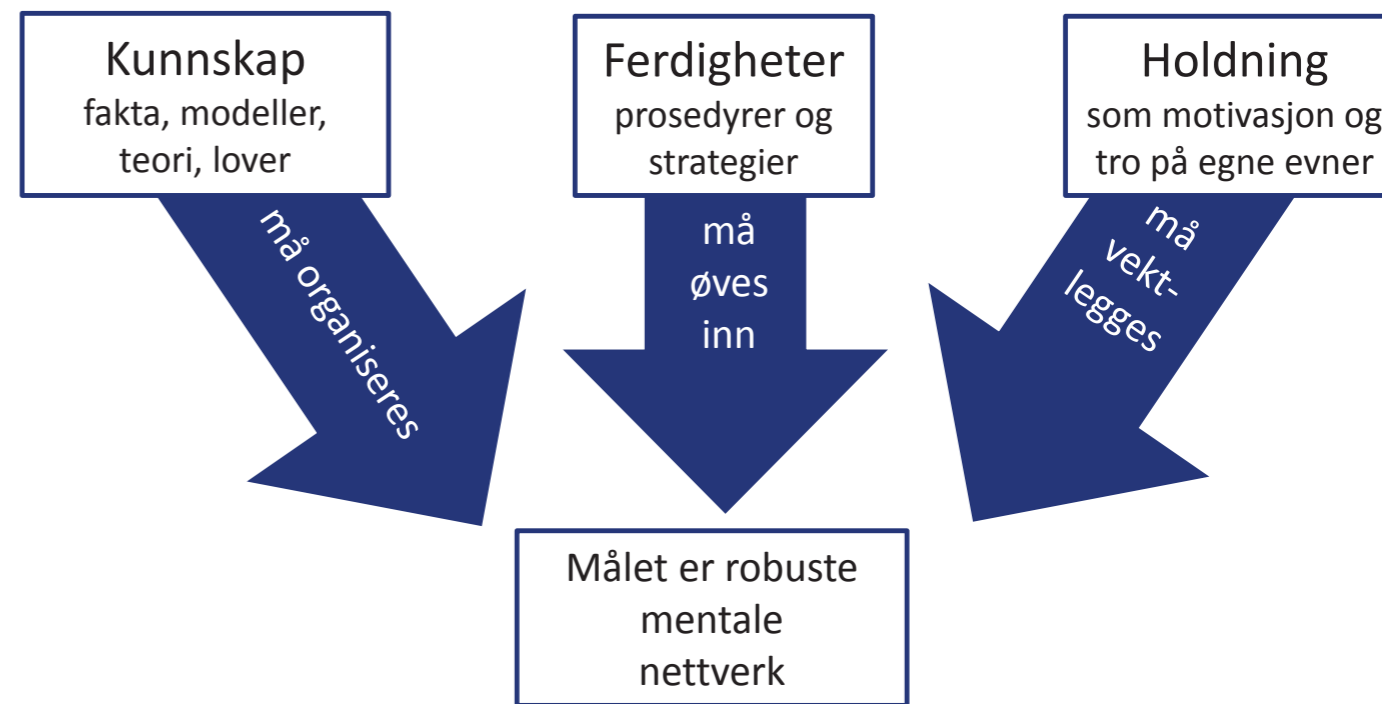 Kunnskap
fakta, modeller,
teori, lover
må organiseres
Ferdigheter
prosedyrer og
strategier
må
øves
inn
Holdning
som motivasjon og
tro på egne evner
må
vekt-
legges
Målet er robuste
mentale
nettverk